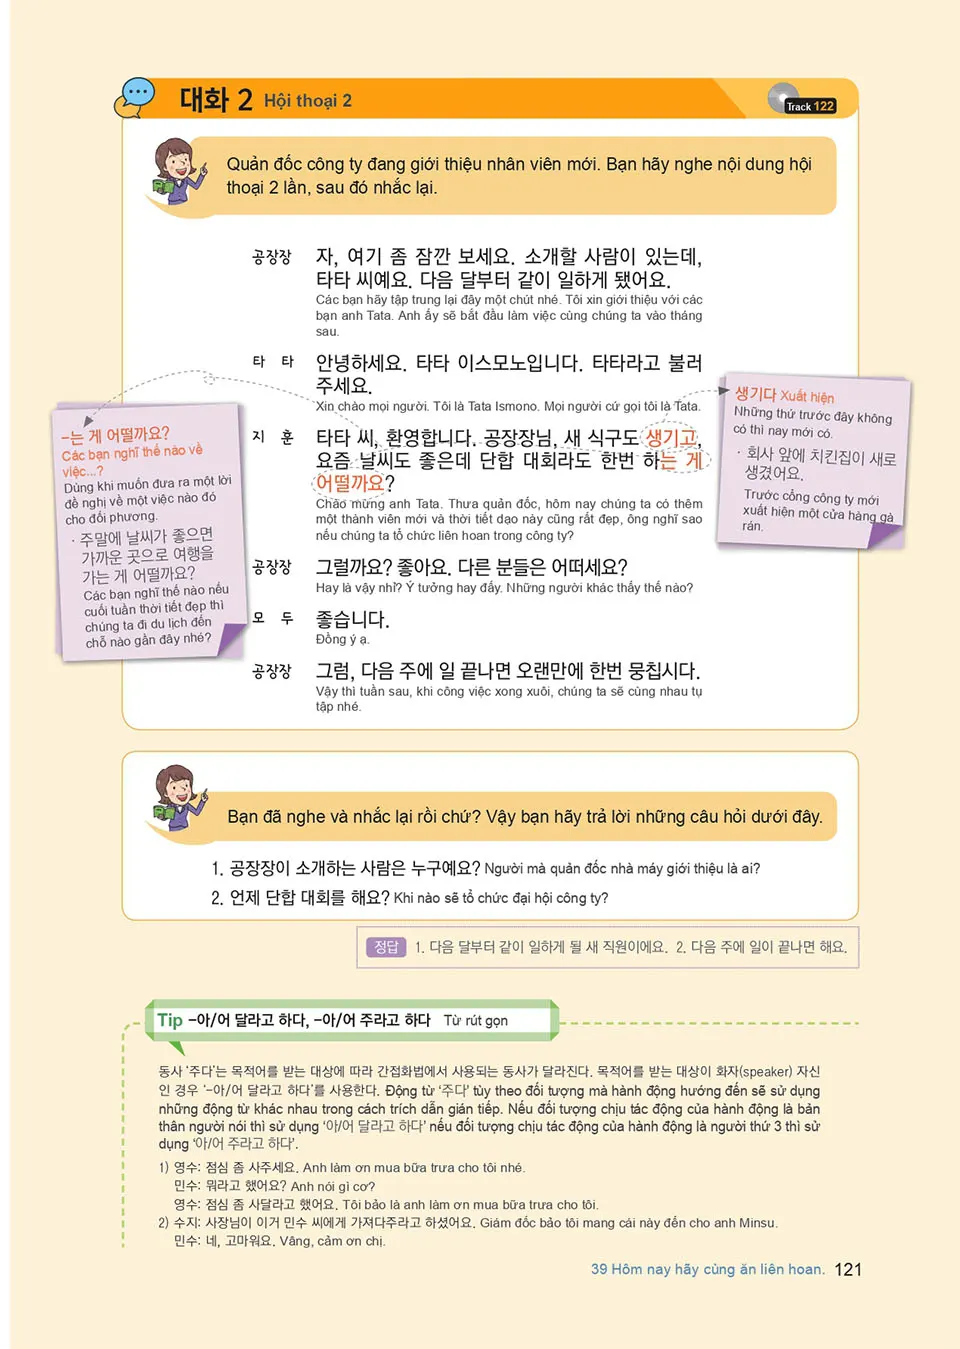 대화 2 Hội thoại 2
Track 122
Quản đốc công ty đang giới thiệu nhân viên mới. Bạn hãy nghe nội dung hội
thoại 2 lần, sau đó nhắc lại.
공장장 자, 여기 좀 잠깐 보세요. 소개할 사람이 있는데,
타타 씨예요. 다음 달부터 같이 일하게 됐어요.
Các bạn hãy tập trung lại đây một chút nhé. Tôi xin giới thiệu với các
bạn anh Tata. Anh ấy sẽ bắt đầu làm việc cùng chúng ta vào tháng
sau.
타 타 안녕하세요. 타타 이스모노입니다. 타타라고 불러
주세요.
Xin chào mọi người. Tôi là Tata Ismono. Mọi người cứ gọi tôi là Tata.
지 훈 타타 씨, 환영합니다. 공장장님, 새 식구도 생기고,
요즘 날씨도 좋은데 단합 대회라도 한번 하는 게
어떨까요?
Chào mừng anh Tata. Thưa quản đốc, hôm nay chúng ta có thêm
một thành viên mới và thời tiết dạo này cũng rất đẹp, ông nghĩ sao
nếu chúng ta tổ chức liên hoan trong công ty?
공장장 그럴까요? 좋아요. 다른 분들은 어떠세요?
Hay là vậy nhỉ? Ý tưởng hay đấy. Những người khác thấy thế nào?
모 두 좋습니다.
Đồng ý ạ.
공장장 그럼, 다음 주에 일 끝나면 오랜만에 한번 뭉칩시다.
Vậy thì tuần sau, khi công việc xong xuôi, chúng ta sẽ cùng nhau tụ
tập nhé.
-는 게 어떨까요?
Các bạn nghĩ thế nào về
việc...?
Dùng khi muốn đưa ra một lời
đề nghị về một việc nào đó
cho đối phương.
· 주말에 날씨가 좋으면
가까운 곳으로 여행을
가는 게 어떨까요?
Các bạn nghĩ thế nào nếu
cuối tuần thời tiết đẹp thì
chúng ta đi du lịch đến
chỗ nào gần đây nhé?
생기다 Xuất hiện
Những thứ trước đây không
có thì nay mới có.
· 회사 앞에 치킨집이 새로
생겼어요.
Trước cổng công ty mới
xuất hiện một cửa hàng gà
rán.
Bạn đã nghe và nhắc lại rồi chứ? Vậy bạn hãy trả lời những câu hỏi dưới đây.
1. 공장장이 소개하는 사람은 누구예요? Người mà quản đốc nhà máy giới thiệu là ai?
2. 언제 단합 대회를 해요? Khi nào sẽ tổ chức đại hội công ty?
정답 1. 다음 달부터 같이 일하게 될 새 직원이에요. 2. 다음 주에 일이 끝나면 해요.
Tip -아/어 달라고 하다, -아/어 주라고 하다 Từ rút gọn
동사 '주다'는 목적어를 받는 대상에 따라 간접화법에서 사용되는 동사가 달라진다. 목적어를 받는 대상이 화자(speaker) 자신
인 경우 '-아/어 달라고 하다'를 사용한다. Động từ '주다' tùy theo đối tượng mà hành động hướng đến sẽ sử dụng
những động từ khác nhau trong cách trích dẫn gián tiếp. Nếu đối tượng chịu tác động của hành động là bản
thân người nói thì sử dụng '아/어 달라고 하다' nếu đối tượng chịu tác động của hành động là người thứ 3 thì sử
dụng '아/어 주라고 하다'.
1) 영수: 점심 좀 사주세요. Anh làm ơn mua bữa trưa cho tôi nhé.
민수: 뭐라고 했어요? Anh nói gì cơ?
영수: 점심 좀 사달라고 했어요. Tôi bảo là anh làm ơn mua bữa trưa cho tôi.
2) 수지: 사장님이 이거 민수 씨에게 가져다주라고 하셨어요. Giám đốc bảo tôi mang cái này đến cho anh Minsu.
민수: 네, 고마워요. Vâng, cảm ơn chị.
39 Hôm nay hãy cùng ăn liên hoan. 121